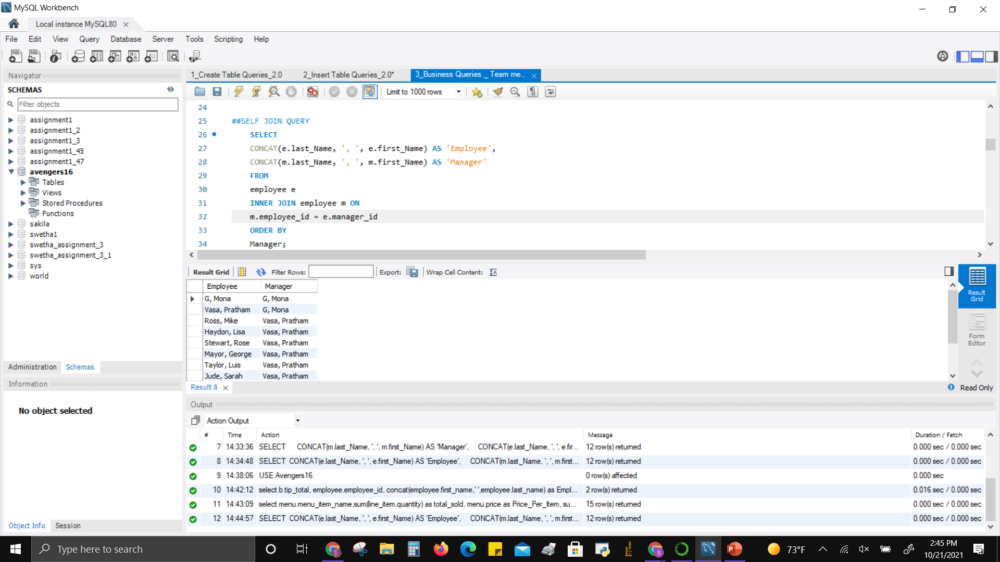 MySQL Workbench
Local instance MySQL80
File Edit View Query Database Server Tools Scripting Help
Navigator
SCHEMAS
Filter objects
assignment1
assignment1_2
assignment1_3
assignment1_45
assignment1_47
avengers16
Tables
Views
Stored Procedures
Functions
sakila
swetha1
swetha_assignment_3
swetha_assignment_3_1
sys
world
Administration Schemas
Information
No object selected
Object Info Session
1_Create Table Queries_2.0 2_Insert Table Queries_2.0* 3_Business Queries _ Team me...
Limit to 1000 rows
24
25 ##SELF JOIN QUERY
26 SELECT
27 CONCAT(e.last_Name, ', ', e.first_Name) AS 'Employee',
28 CONCAT(m.last_Name, ', ', m.first_Name) AS 'Manager'
29 FROM
30 employee e
31 INNER JOIN employee m ON
32 m.employee_id = e.manager_id
33 ORDER BY
34 Manager;
Result Grid Filter Rows: Export: Wrap Cell Content:
Employee Manager
G, Mona G, Mona
Vasa, Pratham G, Mona
Ross, Mike Vasa, Pratham
Haydon, Lisa Vasa, Pratham
Stewart, Rose Vasa, Pratham
Mayor, George Vasa, Pratham
Taylor, Luis Vasa, Pratham
Jude, Sarah Vasa, Pratham
Result
Grid
Form
Editor
Result 8
Read Only
Output
Action Output
# Time Action Message Duration / Fetch
7 14:33:36 SELECT CONCAT(m.last_Name, ', ', m.first_Name) AS 'Manager', CONCAT(e.last_Name, ', ', e.fir... 12 row(s) returned 0.000 sec / 0.000 sec
8 14:34:48 SELECT CONCAT(e.last_Name, ', ', e.first_Name) AS 'Employee', CONCAT(m.last_Name, ', ', m.first... 12 row(s) returned 0.000 sec / 0.000 sec
9 14:38:06 USE Avengers16 0 row(s) affected 0.000 sec
10 14:42:12 select b.tip_total, employee.employee_id, concat(employee.first_name,' ',employee.last_name) as Empl... 2 row(s) returned 0.016 sec / 0.000 sec
11 14:43:09 select menu.menu_item_name,sum(line_item.quantity) as total_sold, menu.price as Price_Per_Item, su... 15 row(s) returned 0.000 sec / 0.000 sec
12 14:44:57 SELECT CONCAT(e.last_Name, ', ', e.first_Name) AS 'Employee', CONCAT(m.last_Name, ', ', m.first... 12 row(s) returned 0.000 sec / 0.000 sec
Type here to search
73°F
2:45 PM
10/21/2021